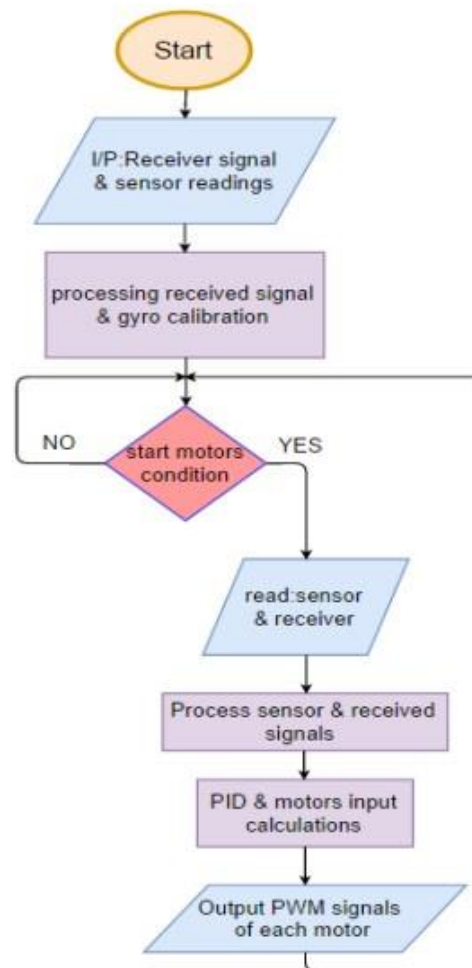 Start
I/P:Receiver signal
& sensor readings
processing received signal
& gyro calibration
NO
YES
start motors
condition
read:sensor
& receiver
Process sensor & received
signals
PID & motors input
calculations
Output PWM signals
of each motor